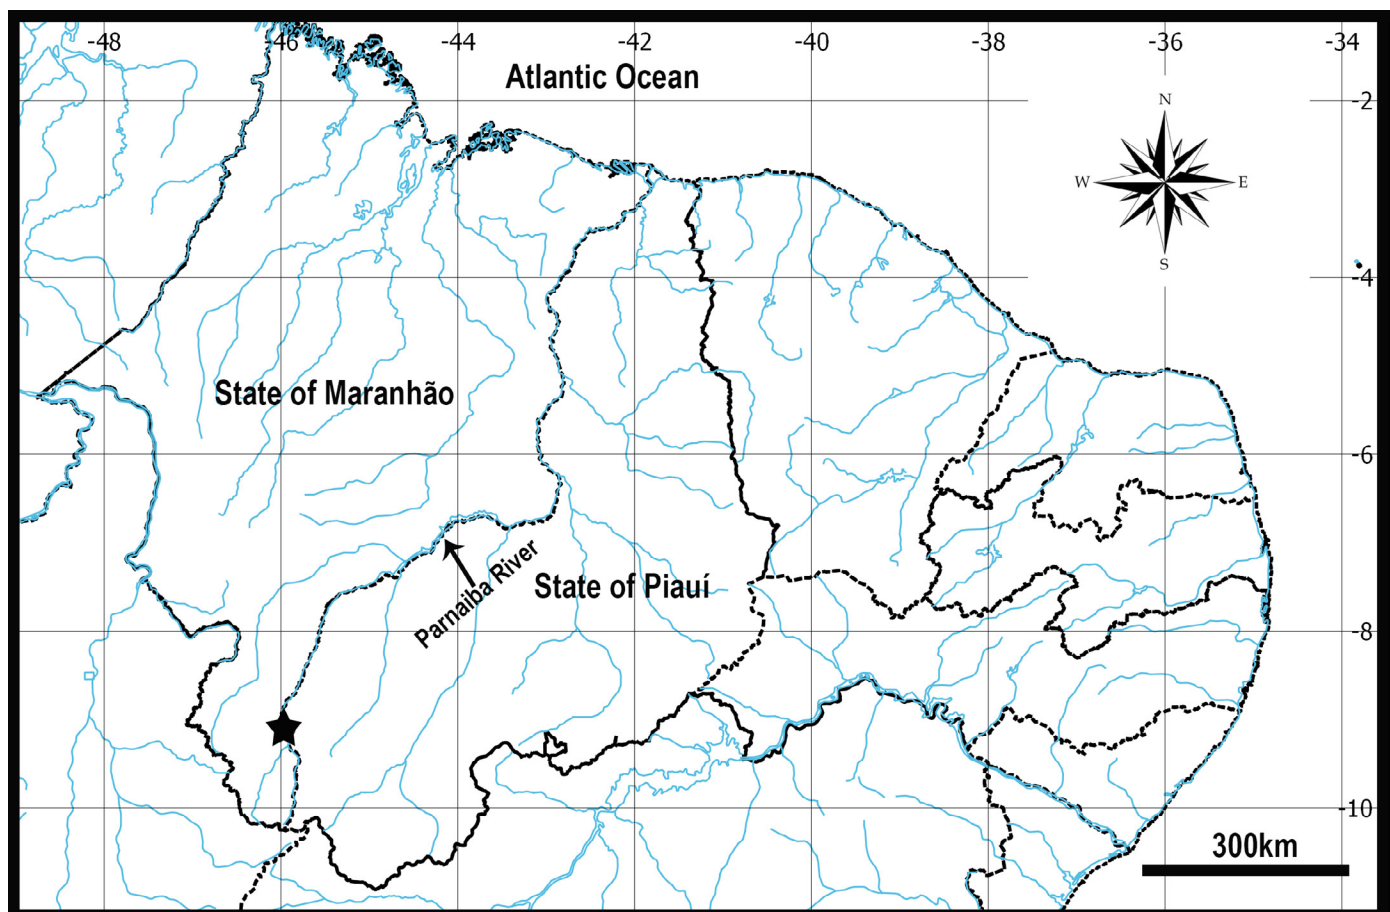 -48 -46 -44 -42 -40 -38 -36 -34
Atlantic Ocean
-2
N
W E
S
-4
State of Maranhão
-6
Parnaiba River
State of Piauí
-8
-10
300km